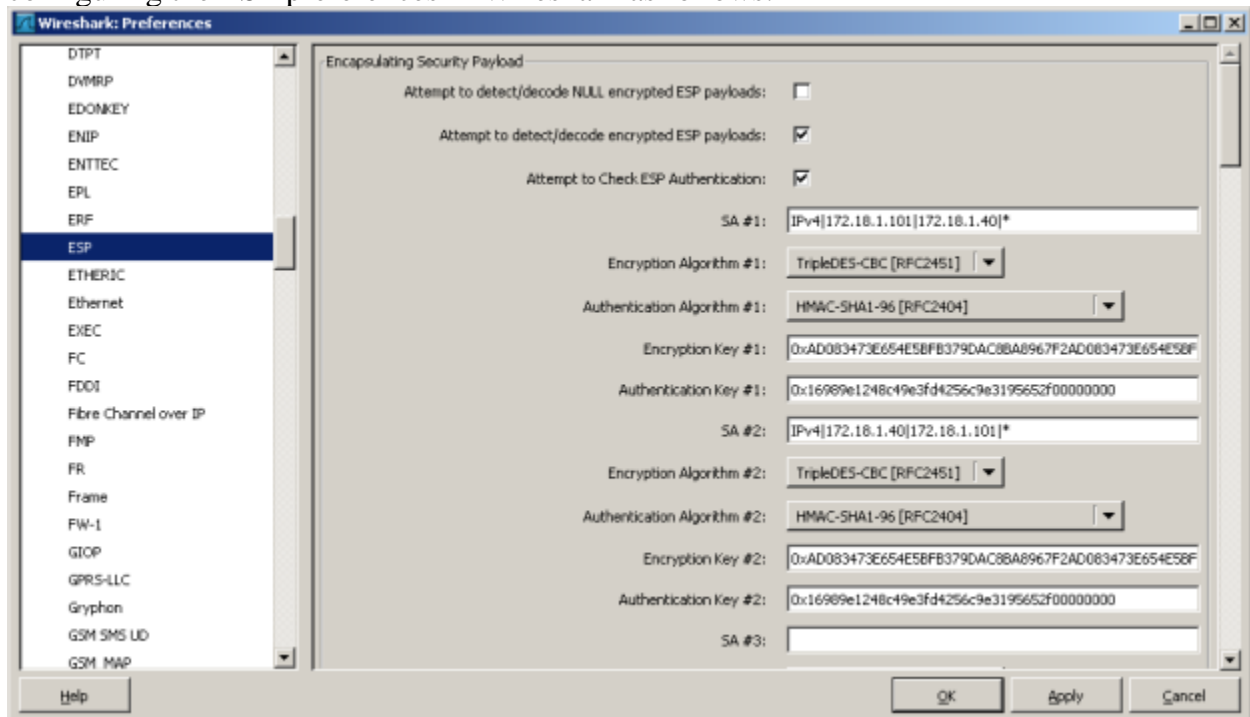 Wireshark: Preferences
DTPT
DVMRP
EDONKEY
ENIP
ENTTEC
EPL
ERF
ESP
ETHERIC
Ethernet
EXEC
FC
FDDI
Fibre Channel over IP
FMP
FR
Frame
FW-1
GIOP
GPRS-LLC
Gryphon
GSM SMS UD
GSM MAP
Encapsulating Security Payload
Attempt to detect/decode NULL encrypted ESP payloads:
Attempt to detect/decode encrypted ESP payloads:
Attempt to Check ESP Authentication:
SA #1: IPv4|172.18.1.101|172.18.1.40|*
Encryption Algorithm #1: TripleDES-CBC [RFC2451]
Authentication Algorithm #1: HMAC-SHA1-96 [RFC2404]
Encryption Key #1: 0xAD083473E654E5BFB379DAC8BA8967F2AD083473E654E5BF
Authentication Key #1: 0x16989e1248c49e3fd4256c9e3195652f00000000
SA #2: IPv4|172.18.1.40|172.18.1.101|*
Encryption Algorithm #2: TripleDES-CBC [RFC2451]
Authentication Algorithm #2: HMAC-SHA1-96 [RFC2404]
Encryption Key #2: 0xAD083473E654E5BFB379DAC8BA8967F2AD083473E654E5BF
Authentication Key #2: 0x16989e1248c49e3fd4256c9e3195652f00000000
SA #3:
Help
OK
Apply
Cancel